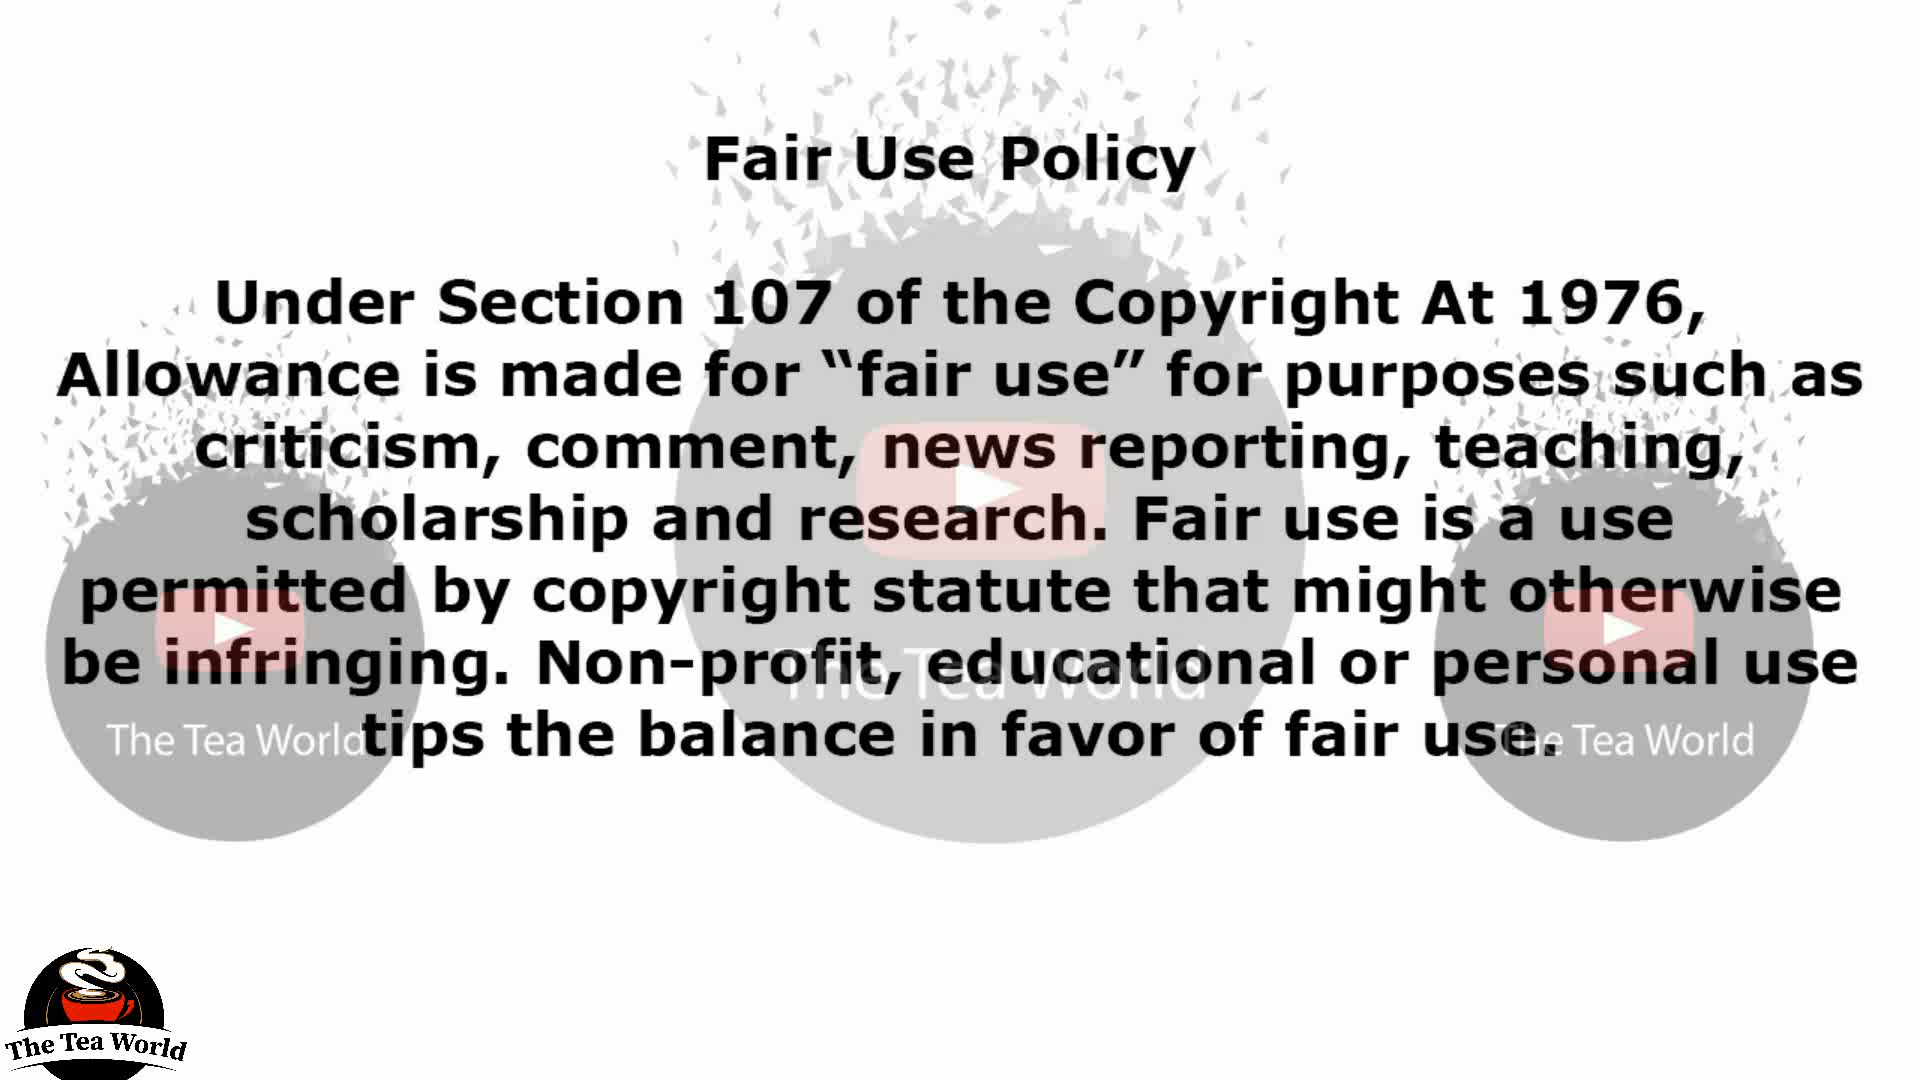 Fair Use Policy
Under Section 107 of the Copyright At 1976,
Allowance is made for “fair use” for purposes such as
criticism, comment, news reporting, teaching,
scholarship and research. Fair use is a use
permitted by copyright statute that might otherwise
be infringing. Non-profit, educational or personal use
tips the balance in favor of fair use.
The Tea World
The Tea World
The Tea World
The Tea World